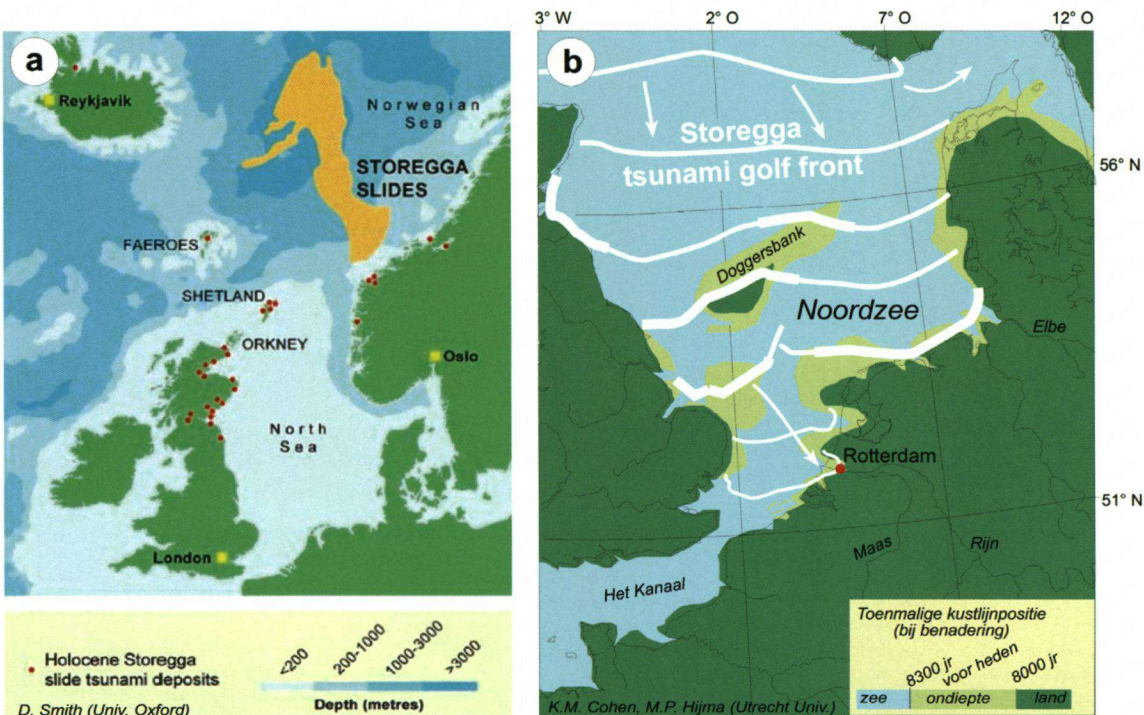 a
Reykjavik
Norwegian
Sea
STOREGGA
SLIDES
FAEROES
SHETLAND
ORKNEY
Oslo
North
Sea
London
Holocene Storegga
slide tsunami deposits
<200
200-1000
1000-3000
>3000
Depth (metres)
D. Smith (Univ. Oxford)
3° W
2° O
7° O
12° O
b
Storegga
tsunami golf front
56° N
Doggersbank
Noordzee
Elbe
Rotterdam
51° N
Maas
Rijn
Het Kanaal
Toenmalige kustlijnpositie
(bij benadering)
8300 jr
voor heden
8000 jr
zee
ondiepte
land
K.M. Cohen, M.P. Hijma (Utrecht Univ.)